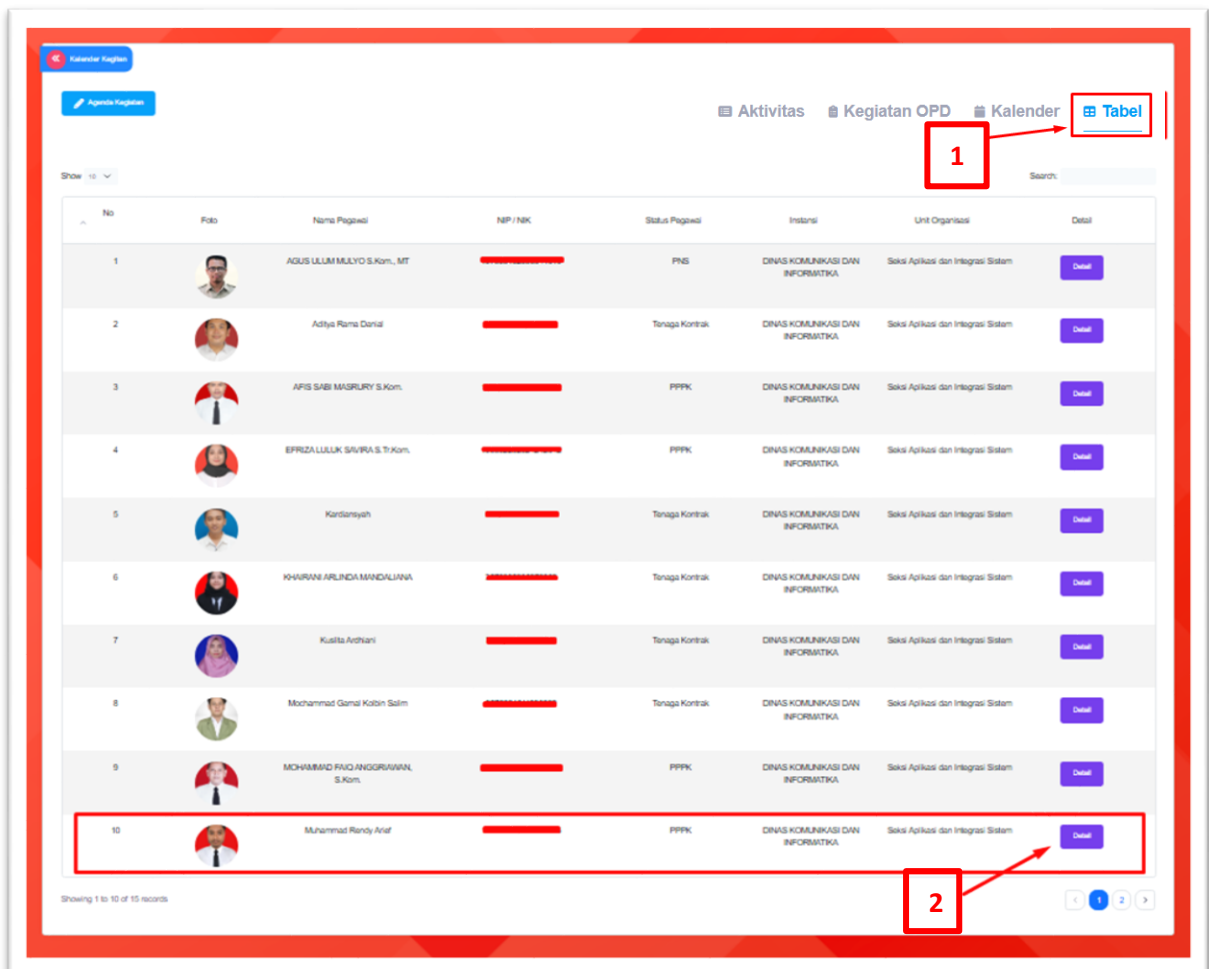 Kalender Kegitan
Agenda Kegiatan
Aktivitas Kegiatan OPD Kalender Tabel
1
Show 10
Search:
No Foto Nama Pegawai NIP / NIK Status Pegawai Instansi Unit Organisasi Detail
1 AGUS ULUM MULYO S.Kom., MT PNS DINAS KOMUNIKASI DAN INFORMATIKA Seksi Aplikasi dan Integrasi Sistem Detail
2 Aditya Rama Danial Tenaga Kontrak DINAS KOMUNIKASI DAN INFORMATIKA Seksi Aplikasi dan Integrasi Sistem Detail
3 AFIS SABI MASRURY S.Kom. PPPK DINAS KOMUNIKASI DAN INFORMATIKA Seksi Aplikasi dan Integrasi Sistem Detail
4 EFRIZA LULUK SAVIRA S.Tr.Kom. PPPK DINAS KOMUNIKASI DAN INFORMATIKA Seksi Aplikasi dan Integrasi Sistem Detail
5 Kardiansyah Tenaga Kontrak DINAS KOMUNIKASI DAN INFORMATIKA Seksi Aplikasi dan Integrasi Sistem Detail
6 KHAIRANI ARLINDA MANDALIANA Tenaga Kontrak DINAS KOMUNIKASI DAN INFORMATIKA Seksi Aplikasi dan Integrasi Sistem Detail
7 Kuslita Ardhiani Tenaga Kontrak DINAS KOMUNIKASI DAN INFORMATIKA Seksi Aplikasi dan Integrasi Sistem Detail
8 Mochammad Gamal Kolbin Salim Tenaga Kontrak DINAS KOMUNIKASI DAN INFORMATIKA Seksi Aplikasi dan Integrasi Sistem Detail
9 MOHAMMAD FAIQ ANGGRIAWAN, S.Kom. PPPK DINAS KOMUNIKASI DAN INFORMATIKA Seksi Aplikasi dan Integrasi Sistem Detail
10 Muhammad Rendy Arief PPPK DINAS KOMUNIKASI DAN INFORMATIKA Seksi Aplikasi dan Integrasi Sistem Detail
2
Showing 1 to 10 of 15 records
1 2